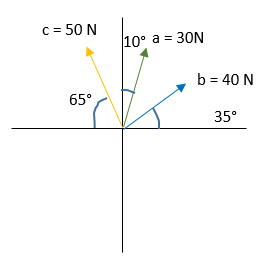 c = 50 N
10° a = 30N
b = 40 N
65°
35°